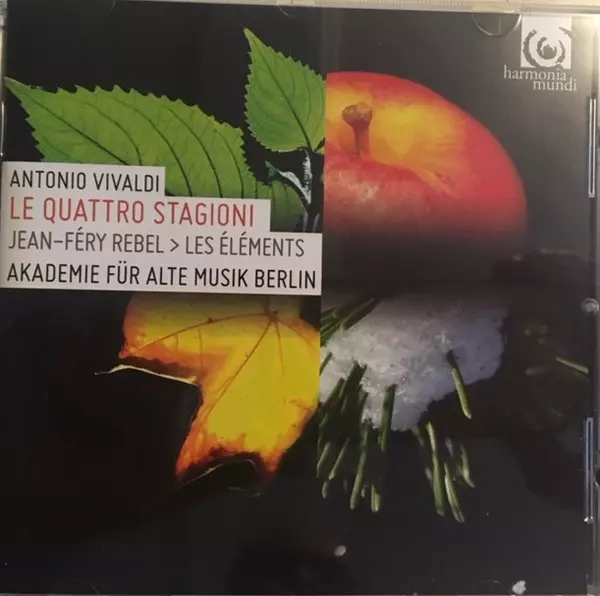 harmonia
mundi
ANTONIO VIVALDI
LE QUATTRO STAGIONI
JEAN-FÉRY REBEL > LES ÉLÉMENTS
AKADEMIE FÜR ALTE MUSIK BERLIN